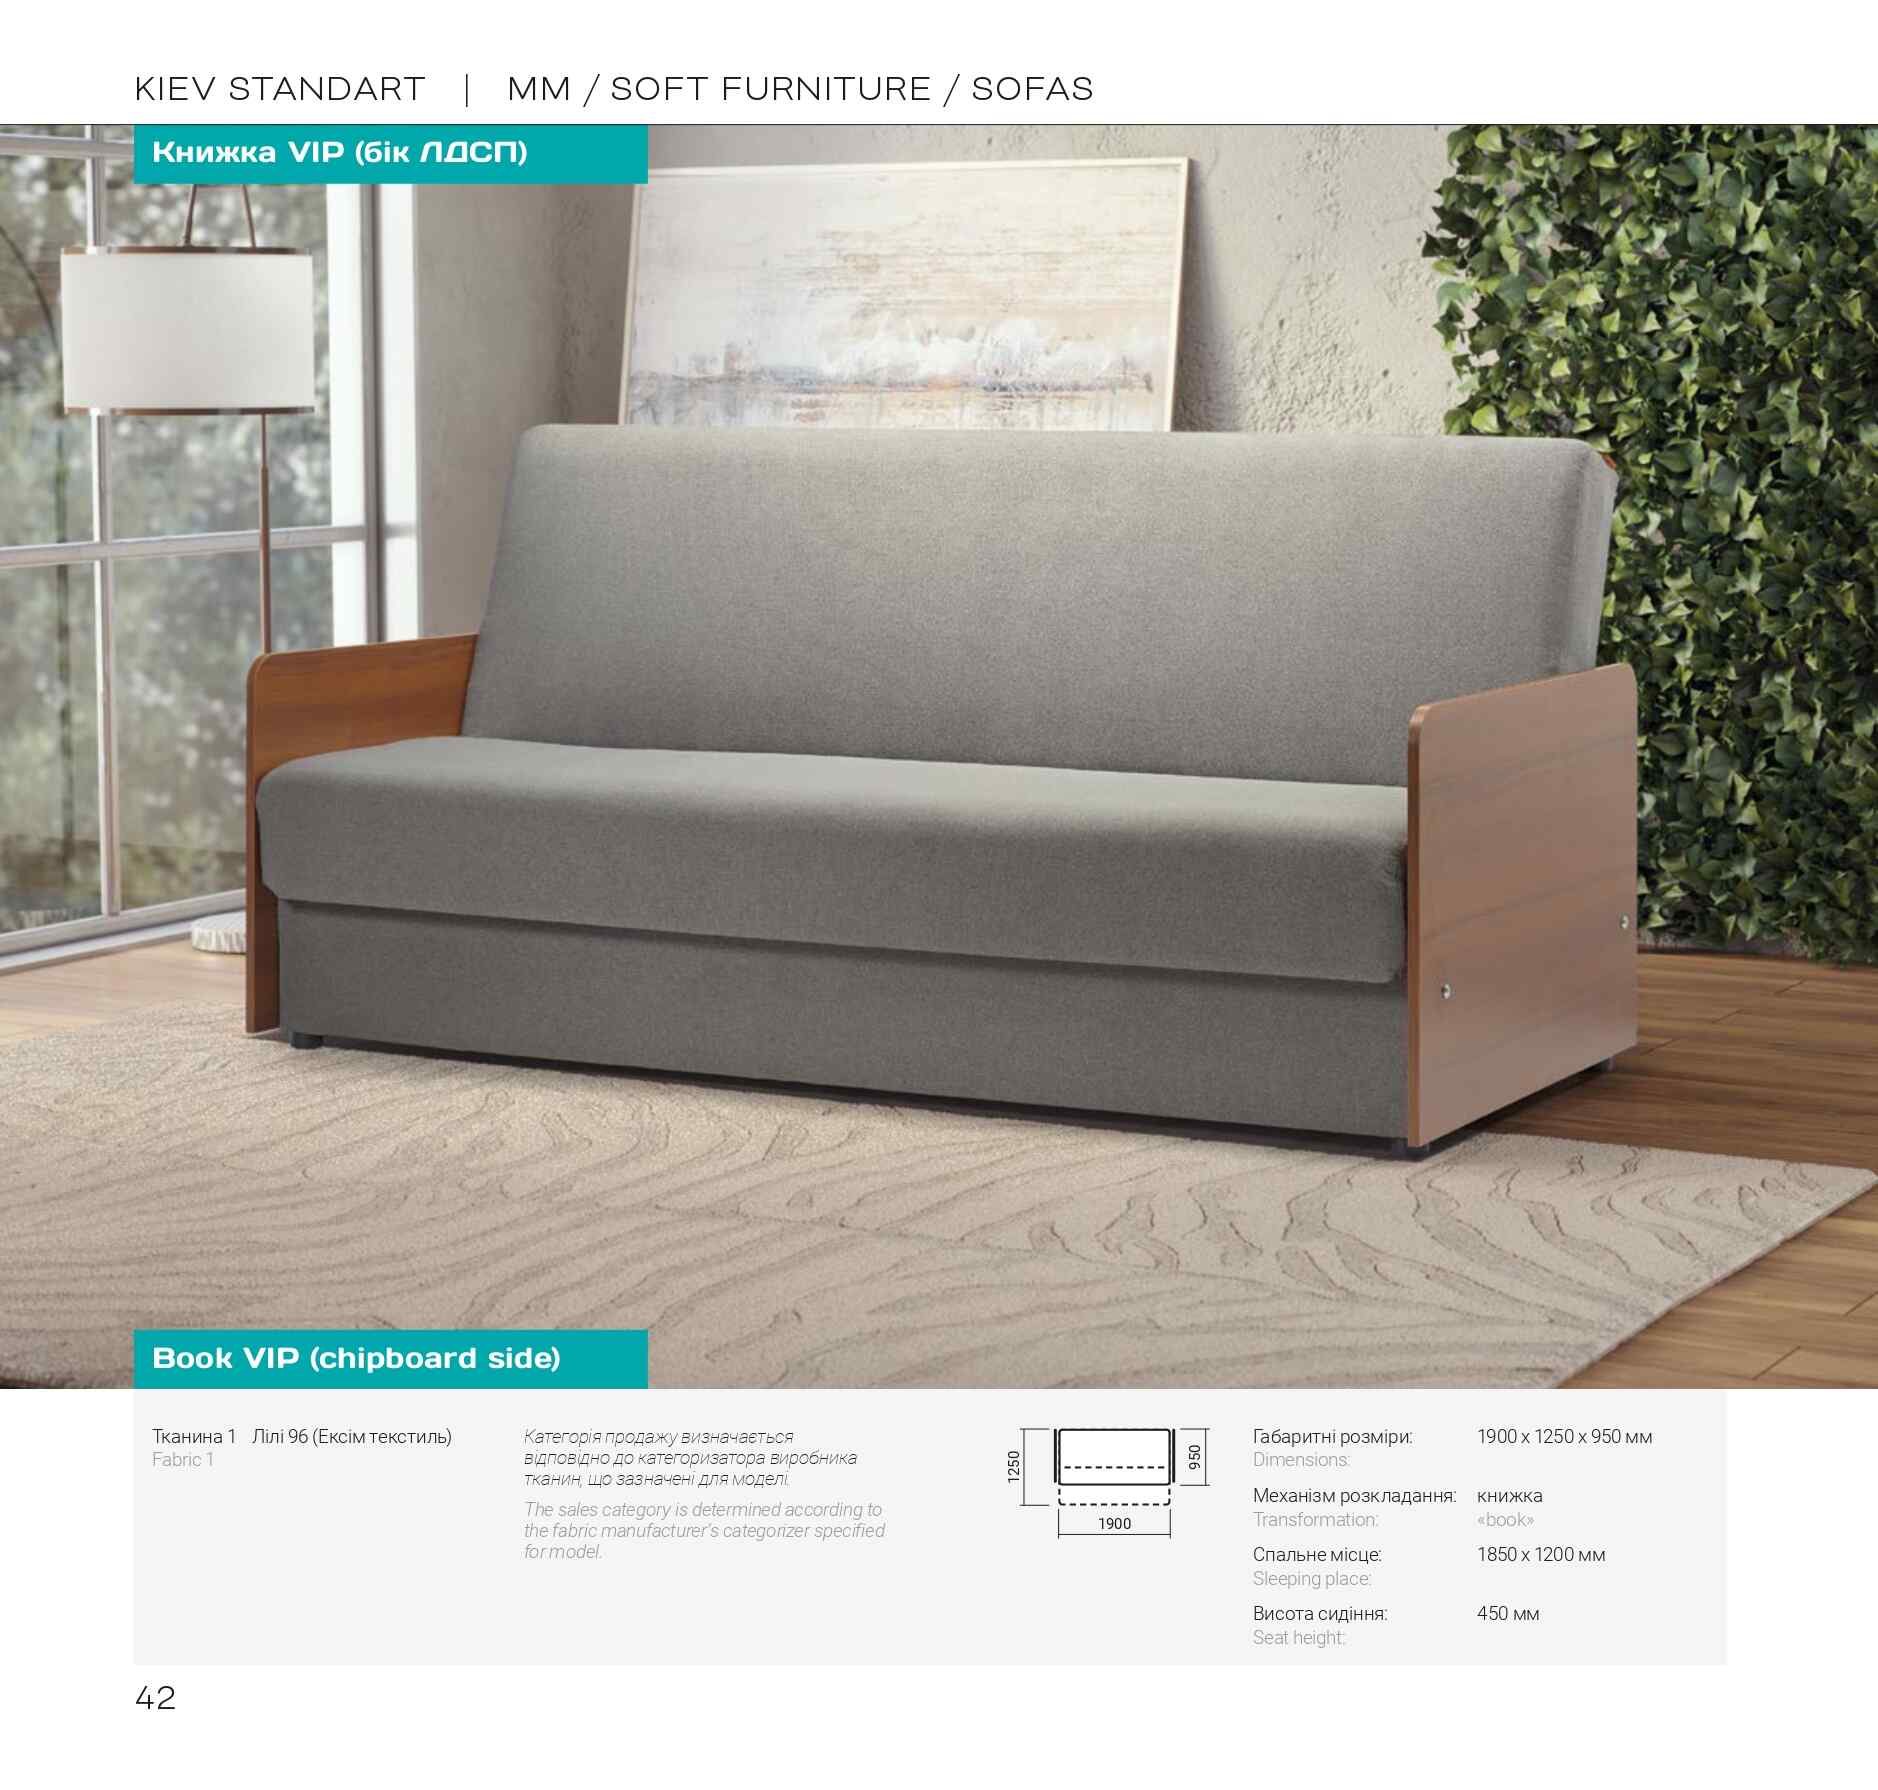 KIEV STANDART | MM / SOFT FURNITURE / SOFAS
Книжка VIP (бік ЛДСП)
Book VIP (chipboard side)
Тканина 1 Лілі 96 (Ексім текстиль)
Fabric 1
Категорія продажу визначається
відповідно до категоризатора виробника
тканин, що зазначені для моделі.
The sales category is determined according to
the fabric manufacturer's categorizer specified
for model.
1250
950
1900
Габаритні розміри: 1900 x 1250 x 950 мм
Dimensions:
Механізм розкладання: книжка
Transformation: «book»
Спальне місце: 1850 x 1200 мм
Sleeping place:
Висота сидіння: 450 мм
Seat height:
42